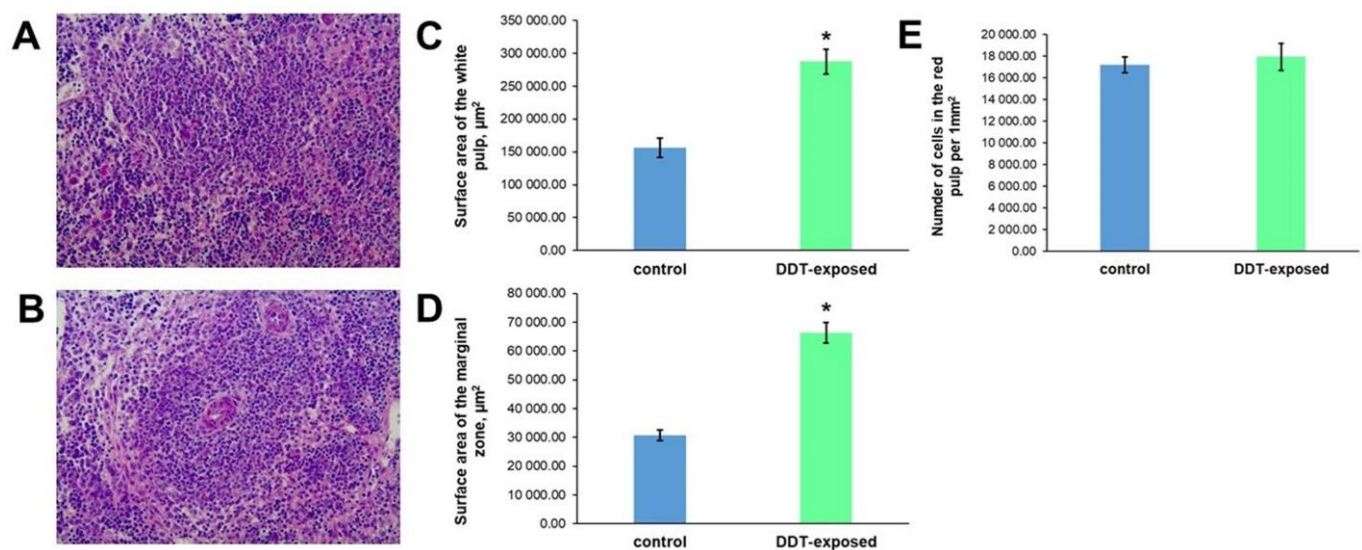 A
B
C
Surface area of the white
pulp, µm²
350 000.00
300 000.00
250 000.00
200 000.00
150 000.00
100 000.00
50 000.00
0.00
*
control
DDT-exposed
D
Surface area of the marginal
zone, µm²
80 000.00
70 000.00
60 000.00
50 000.00
40 000.00
30 000.00
20 000.00
10 000.00
0.00
*
control
DDT-exposed
E
Numder of cells in the red
pulp per 1mm²
20 000.00
18 000.00
16 000.00
14 000.00
12 000.00
10 000.00
8 000.00
6 000.00
4 000.00
2 000.00
0.00
control
DDT-exposed